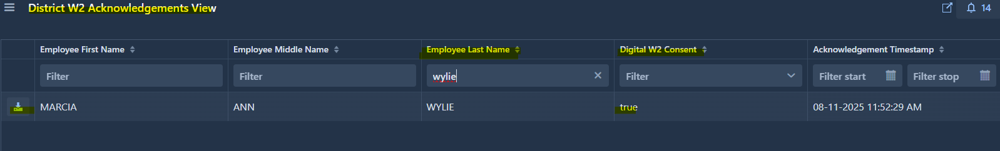 District W2 Acknowledgements View
14
Employee First Name Employee Middle Name Employee Last Name Digital W2 Consent Acknowledgement Timestamp
Filter Filter wylie Filter Filter start Filter stop
MARCIA ANN WYLIE true 08-11-2025 11:52:29 AM